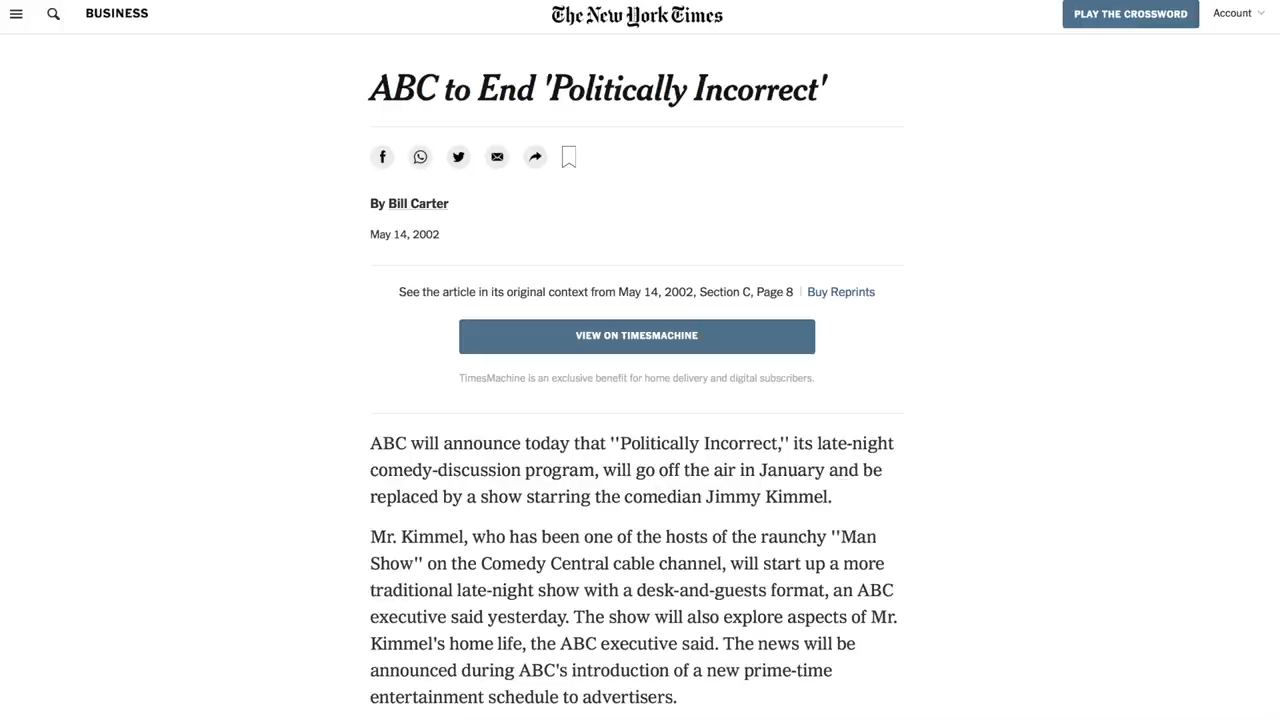 BUSINESS
The New York Times
PLAY THE CROSSWORD
Account
ABC to End 'Politically Incorrect'
By Bill Carter
May 14, 2002
See the article in its original context from May 14, 2002, Section C, Page 8 | Buy Reprints
VIEW ON TIMESMACHINE
TimesMachine is an exclusive benefit for home delivery and digital subscribers.
ABC will announce today that ''Politically Incorrect,'' its late-night
comedy-discussion program, will go off the air in January and be
replaced by a show starring the comedian Jimmy Kimmel.
Mr. Kimmel, who has been one of the hosts of the raunchy ''Man
Show'' on the Comedy Central cable channel, will start up a more
traditional late-night show with a desk-and-guests format, an ABC
executive said yesterday. The show will also explore aspects of Mr.
Kimmel's home life, the ABC executive said. The news will be
announced during ABC's introduction of a new prime-time
entertainment schedule to advertisers.